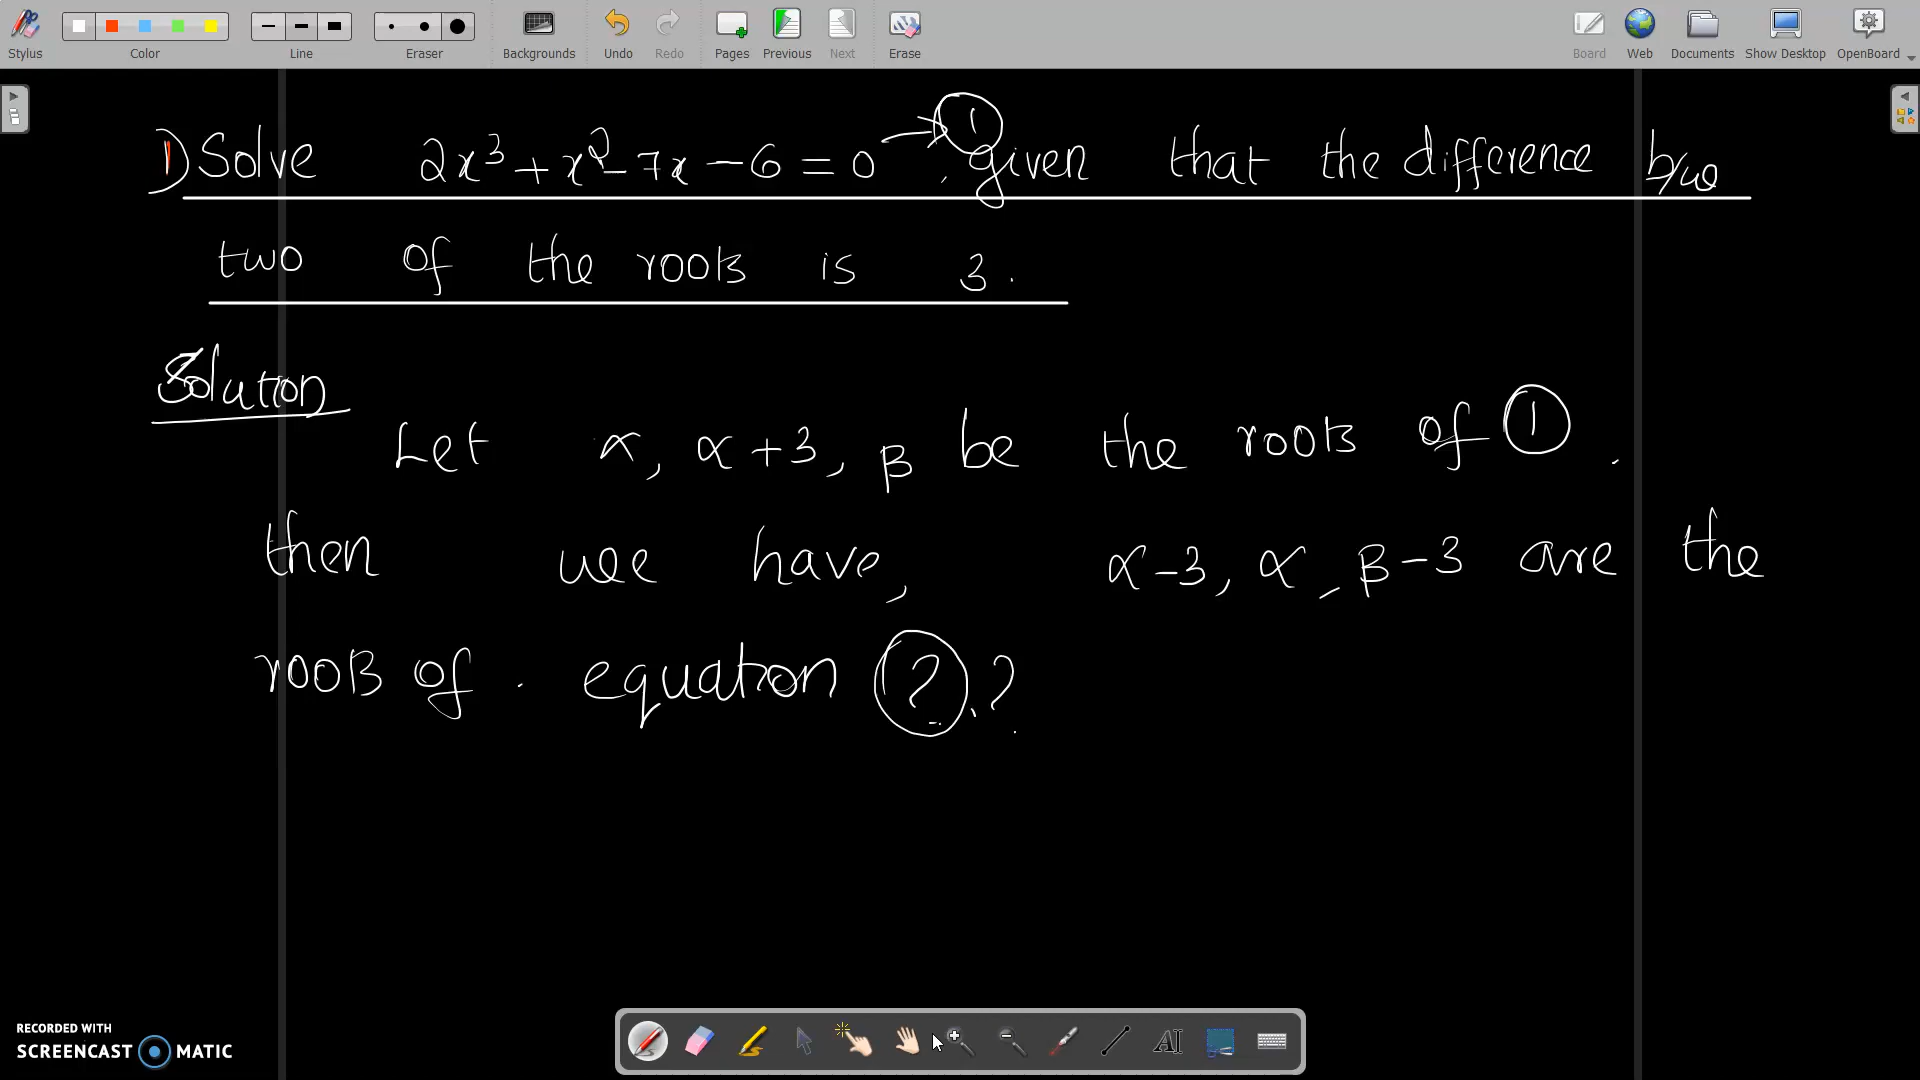 Stylus Color Line Eraser Backgrounds Undo Redo Pages Previous Next Erase Board Web Documents Show Desktop OpenBoard
1) Solve 2x³ + x² - 7x - 6 = 0 → ① . given that the difference b/w
two of the roots is 3.
Solution
Let α, α+3, β be the roots of ① .
then we have, α-3, α, β-3 are the
roots of . equation ? . ?
RECORDED WITH
SCREENCAST MATIC